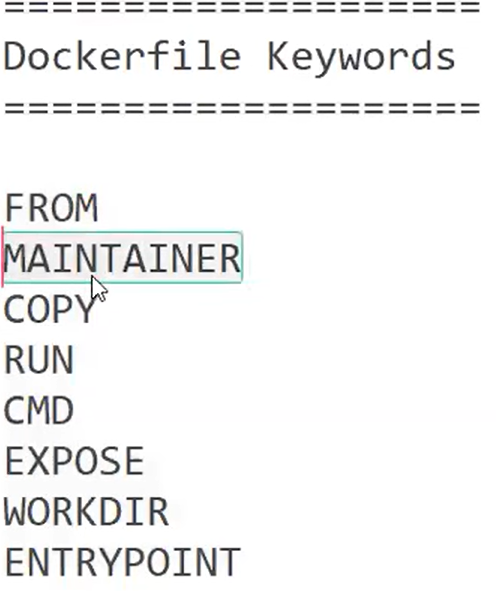 ====================
Dockerfile Keywords
====================
FROM
MAINTAINER
COPY
RUN
CMD
EXPOSE
WORKDIR
ENTRYPOINT